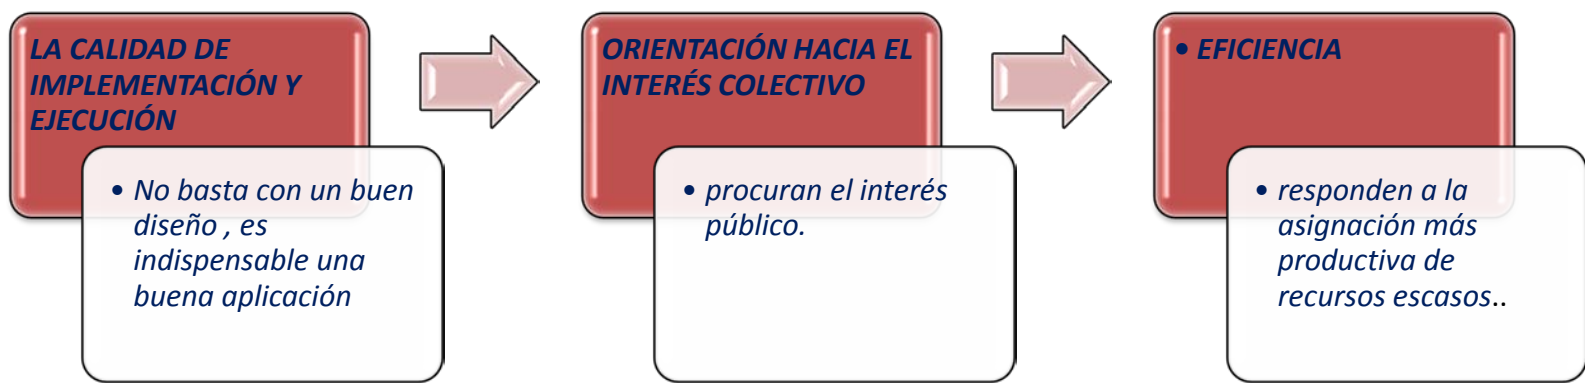 LA CALIDAD DE
IMPLEMENTACIÓN Y
EJECUCIÓN
• No basta con un buen
diseño , es
indispensable una
buena aplicación
ORIENTACIÓN HACIA EL
INTERÉS COLECTIVO
• procuran el interés
público.
• EFICIENCIA
• responden a la
asignación más
productiva de
recursos escasos..